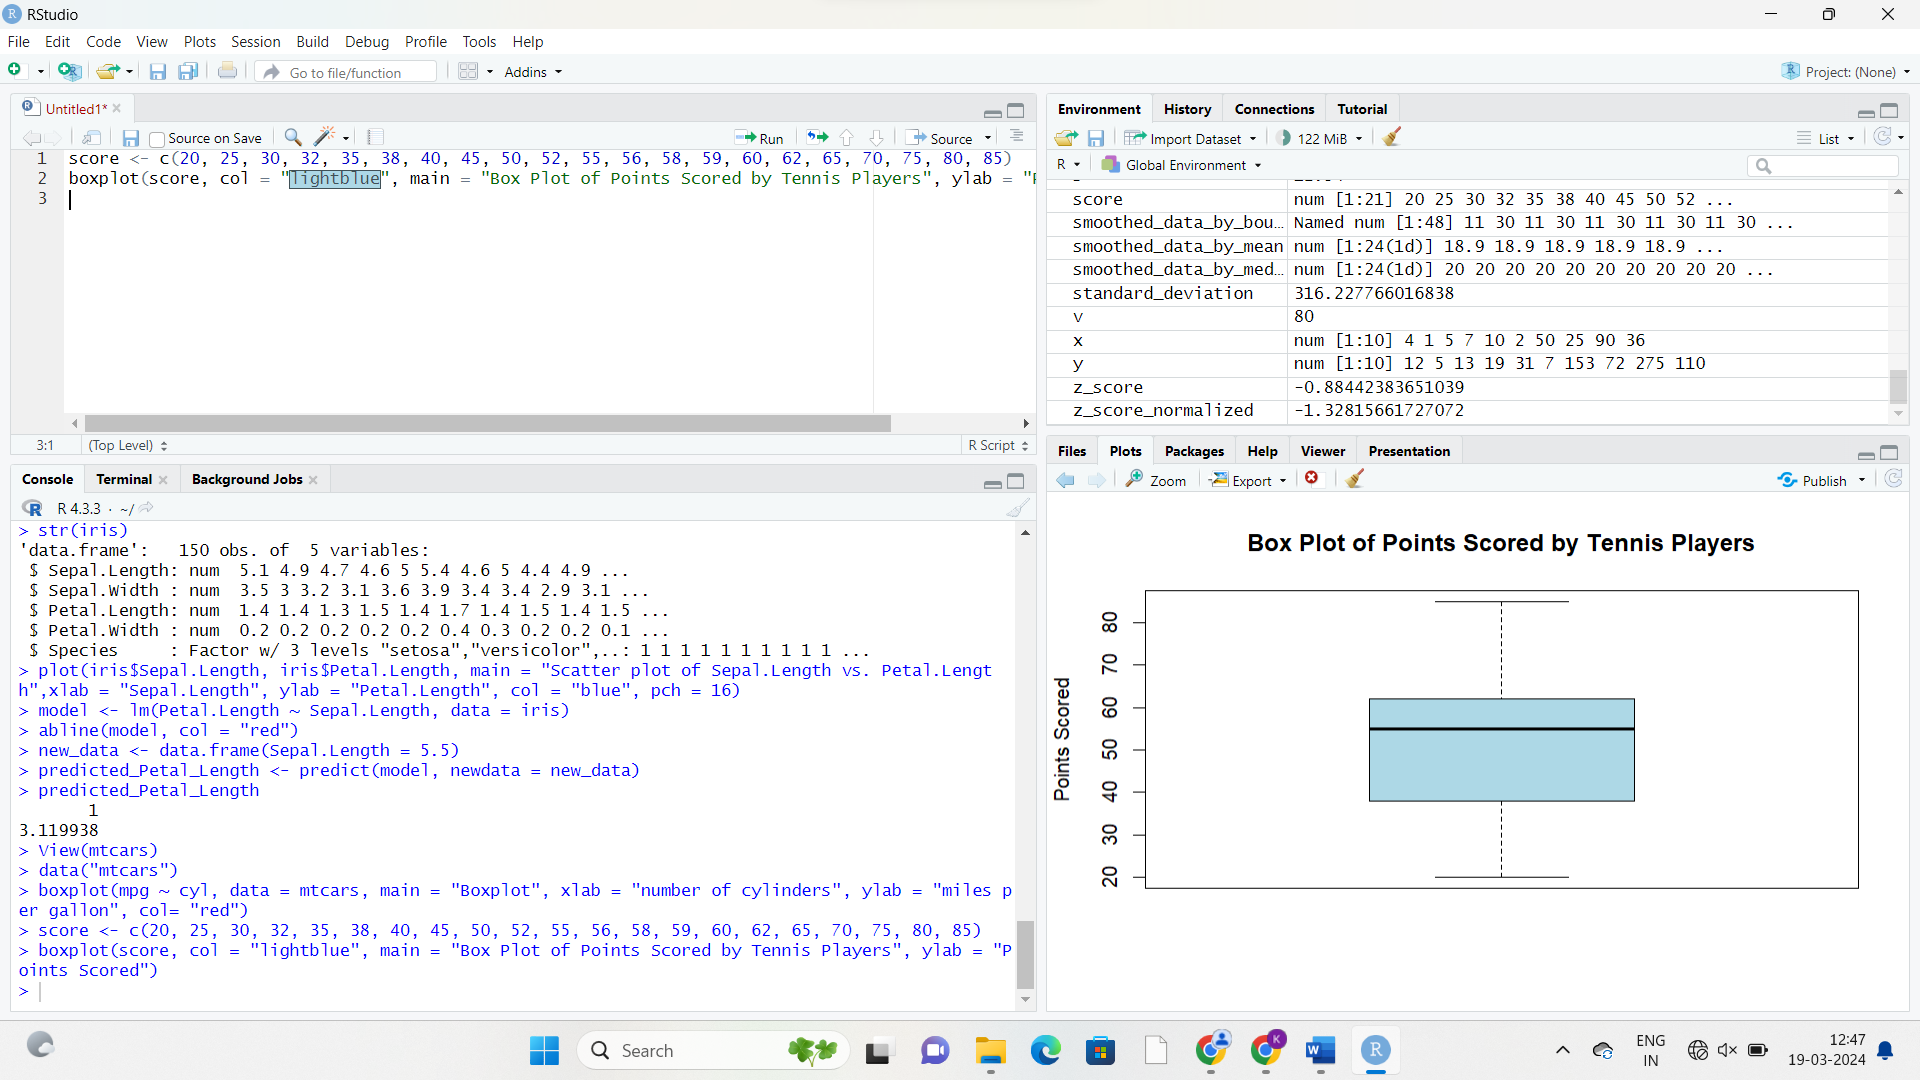 RStudio
File Edit Code View Plots Session Build Debug Profile Tools Help
Go to file/function Addins Project: (None)
Untitled1*
Source on Save Run Source
1 score <- c(20, 25, 30, 32, 35, 38, 40, 45, 50, 52, 55, 56, 58, 59, 60, 62, 65, 70, 75, 80, 85)
2 boxplot(score, col = "lightblue", main = "Box Plot of Points Scored by Tennis Players", ylab = "
3
3:1 (Top Level) R Script
Console Terminal Background Jobs
R 4.3.3 · ~/
> str(iris)
'data.frame': 150 obs. of 5 variables:
$ Sepal.Length: num 5.1 4.9 4.7 4.6 5 5.4 4.6 5 4.4 4.9 ...
$ Sepal.Width : num 3.5 3 3.2 3.1 3.6 3.9 3.4 3.4 2.9 3.1 ...
$ Petal.Length: num 1.4 1.4 1.3 1.5 1.4 1.7 1.4 1.5 1.4 1.5 ...
$ Petal.Width : num 0.2 0.2 0.2 0.2 0.2 0.4 0.3 0.2 0.2 0.1 ...
$ Species : Factor w/ 3 levels "setosa","versicolor",..: 1 1 1 1 1 1 1 1 1 1 ...
> plot(iris$Sepal.Length, iris$Petal.Length, main = "Scatter plot of Sepal.Length vs. Petal.Lengt
h",xlab = "Sepal.Length", ylab = "Petal.Length", col = "blue", pch = 16)
> model <- lm(Petal.Length ~ Sepal.Length, data = iris)
> abline(model, col = "red")
> new_data <- data.frame(Sepal.Length = 5.5)
> predicted_Petal_Length <- predict(model, newdata = new_data)
> predicted_Petal_Length
1
3.119938
> View(mtcars)
> data("mtcars")
> boxplot(mpg ~ cyl, data = mtcars, main = "Boxplot", xlab = "number of cylinders", ylab = "miles p
er gallon", col= "red")
> score <- c(20, 25, 30, 32, 35, 38, 40, 45, 50, 52, 55, 56, 58, 59, 60, 62, 65, 70, 75, 80, 85)
> boxplot(score, col = "lightblue", main = "Box Plot of Points Scored by Tennis Players", ylab = "P
oints Scored")
>
Environment History Connections Tutorial
Import Dataset 122 MiB List
R Global Environment
score num [1:21] 20 25 30 32 35 38 40 45 50 52 ...
smoothed_data_by_bou… Named num [1:48] 11 30 11 30 11 30 11 30 11 30 ...
smoothed_data_by_mean num [1:24(1d)] 18.9 18.9 18.9 18.9 18.9 ...
smoothed_data_by_med… num [1:24(1d)] 20 20 20 20 20 20 20 20 20 20 ...
standard_deviation 316.227766016838
v 80
x num [1:10] 4 1 5 7 10 2 50 25 90 36
y num [1:10] 12 5 13 19 31 7 153 72 275 110
z_score -0.88442383651039
z_score_normalized -1.32815661727072
Files Plots Packages Help Viewer Presentation
Zoom Export Publish
Box Plot of Points Scored by Tennis Players
Points Scored
80
70
60
50
40
30
20
Search
K
ENG
IN
12:47
19-03-2024